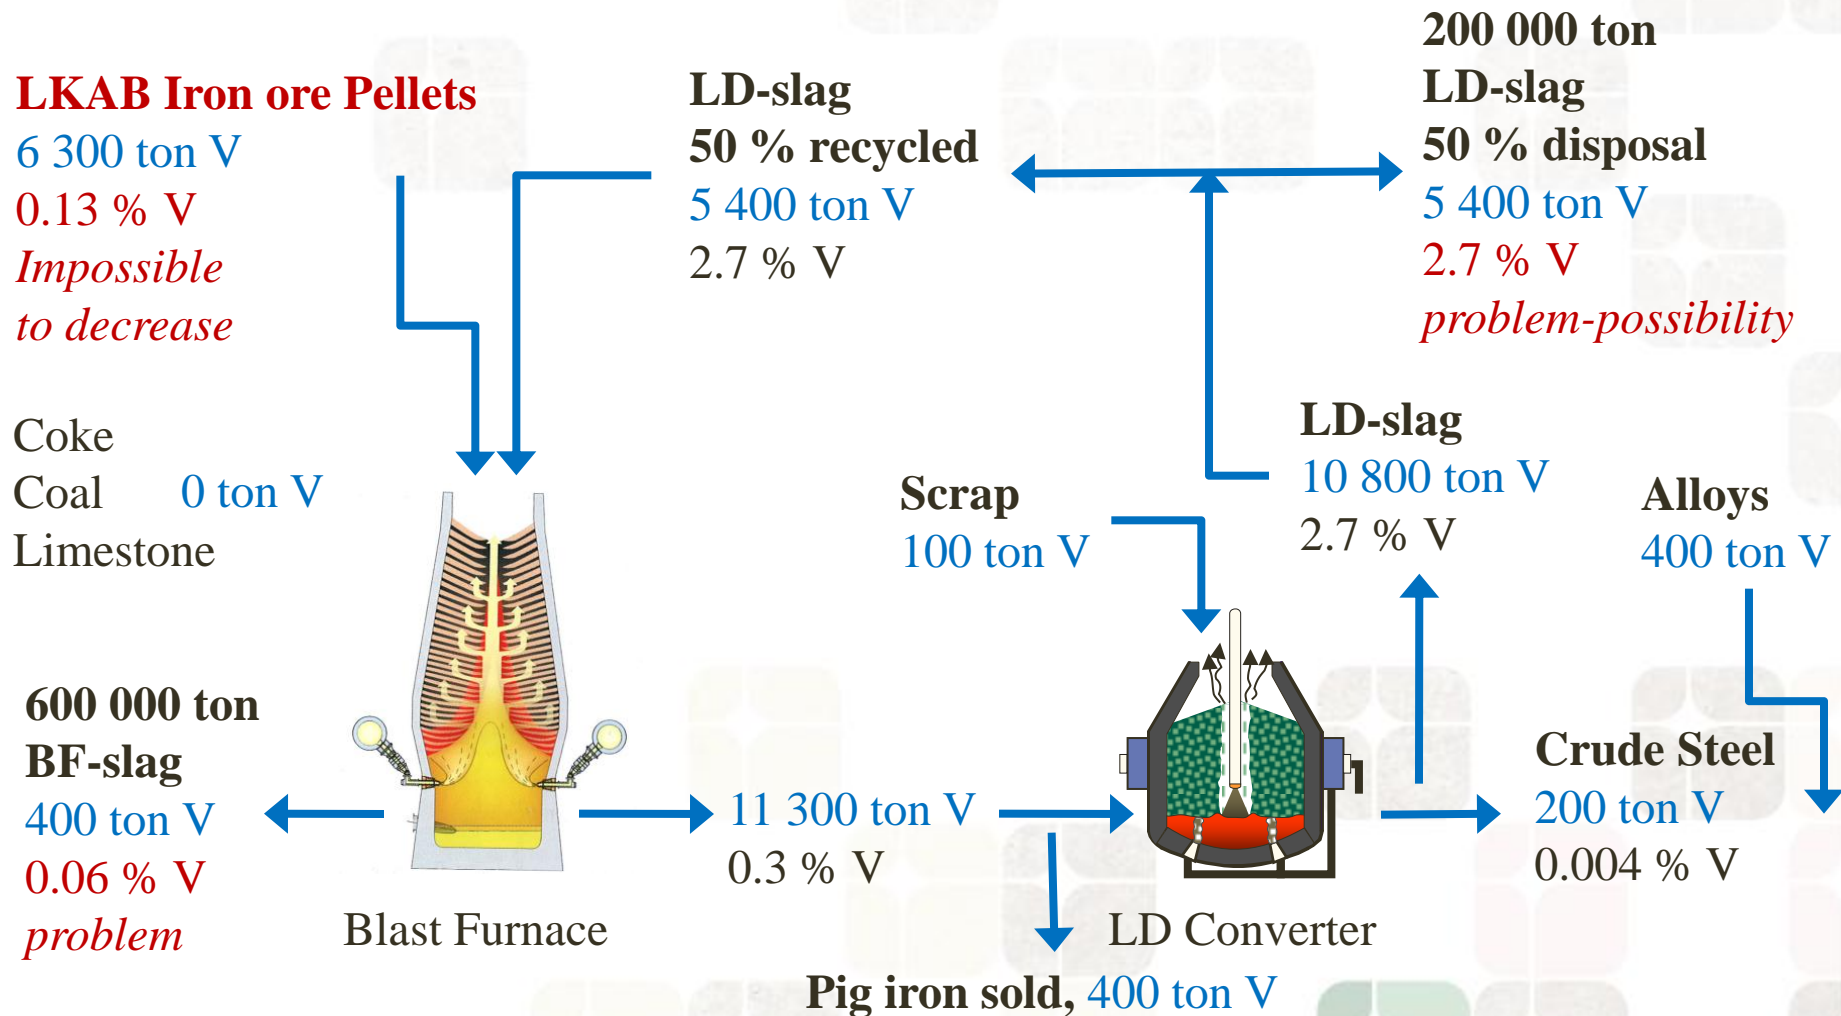 LKAB Iron ore Pellets
6 300 ton V
0.13 % V
Impossible
to decrease
LD-slag
50 % recycled
5 400 ton V
2.7 % V
200 000 ton
LD-slag
50 % disposal
5 400 ton V
2.7 % V
problem-possibility
Coke
Coal 0 ton V
Limestone
Scrap
100 ton V
LD-slag
10 800 ton V
2.7 % V
Alloys
400 ton V
600 000 ton
BF-slag
400 ton V
0.06 % V
problem
Blast Furnace
11 300 ton V
0.3 % V
LD Converter
Crude Steel
200 ton V
0.004 % V
Pig iron sold, 400 ton V